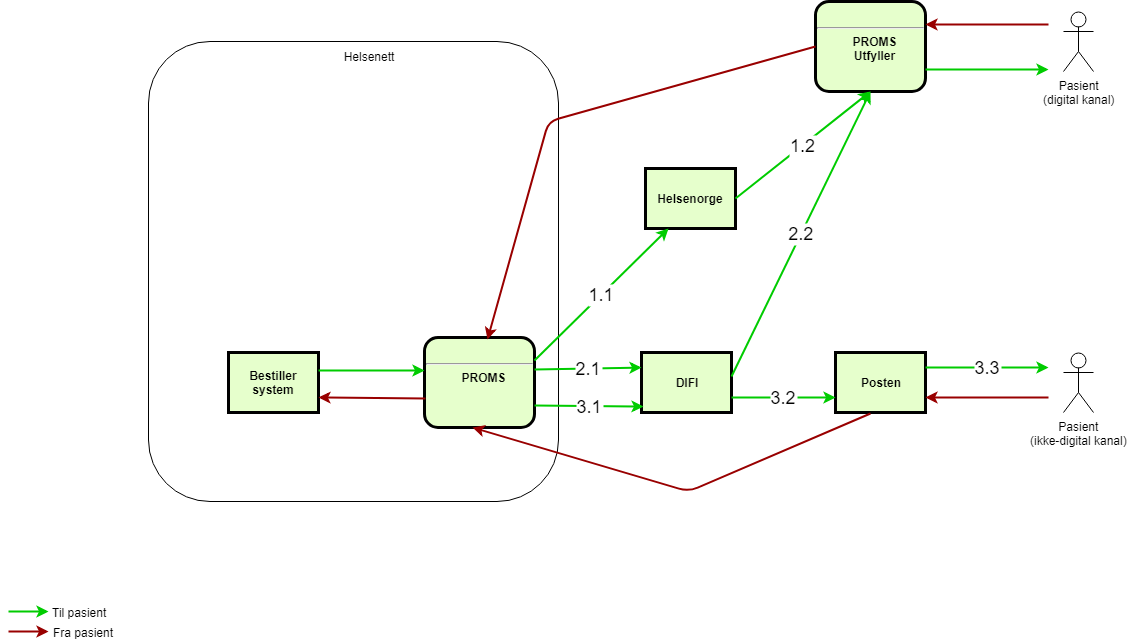 Helsenett
PROMS
Utfyller
Pasient
(digital kanal)
1.2
Helsenorge
2.2
1.1
Bestiller
system
PROMS
2.1
3.1
DIFI
3.2
Posten
3.3
Pasient
(ikke-digital kanal)
Til pasient
Fra pasient